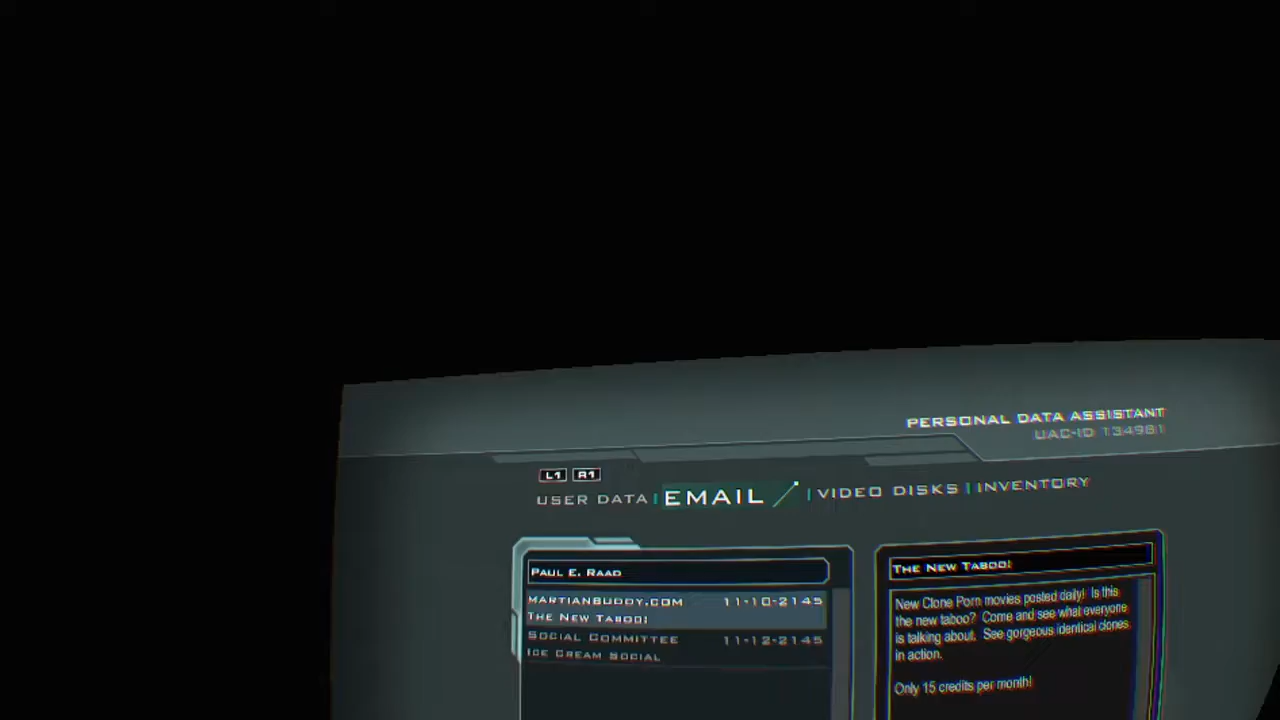 PERSONAL DATA ASSISTANT
UAC-ID 134981
L1 R1
USER DATA | EMAIL | VIDEO DISKS | INVENTORY
PAUL E. RAAD
MARTIANBUDDY.COM 11-10-2145
THE NEW TABOO!
SOCIAL COMMITTEE 11-12-2145
ICE CREAM SOCIAL
THE NEW TABOO!
New Clone Porn movies posted daily! Is this
the new taboo? Come and see what everyone
is talking about. See gorgeous identical clones
in action.
Only 15 credits per month!